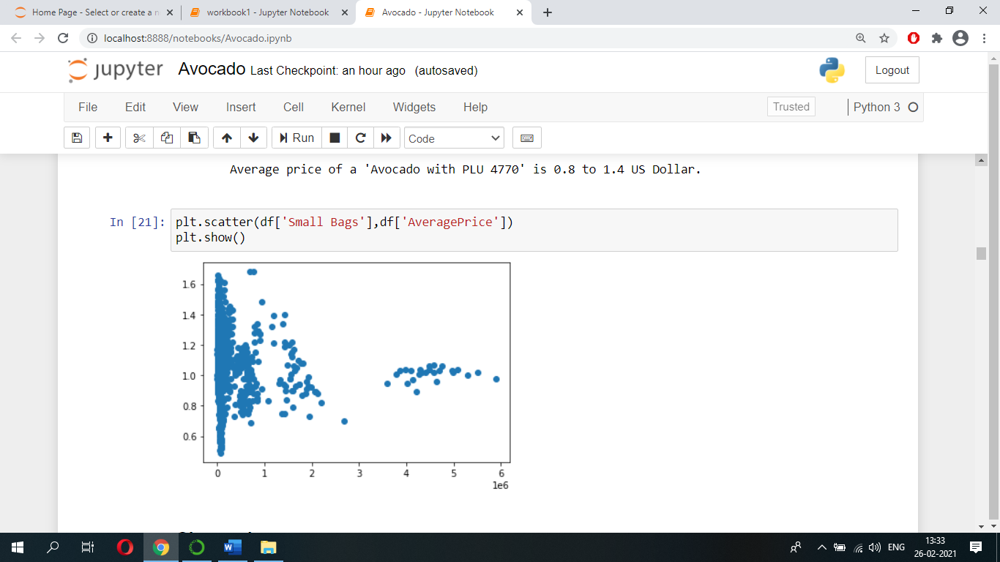 Home Page - Select or create a n
workbook1 - Jupyter Notebook
Avocado - Jupyter Notebook
localhost:8888/notebooks/Avocado.ipynb
jupyter Avocado Last Checkpoint: an hour ago (autosaved)
Logout
File Edit View Insert Cell Kernel Widgets Help
Trusted
Python 3
Run
Code
Average price of a 'Avocado with PLU 4770' is 0.8 to 1.4 US Dollar.
In [21]: plt.scatter(df['Small Bags'],df['AveragePrice'])
plt.show()
1.6
1.4
1.2
1.0
0.8
0.6
0 1 2 3 4 5 6
1e6
ENG
13:33
26-02-2021